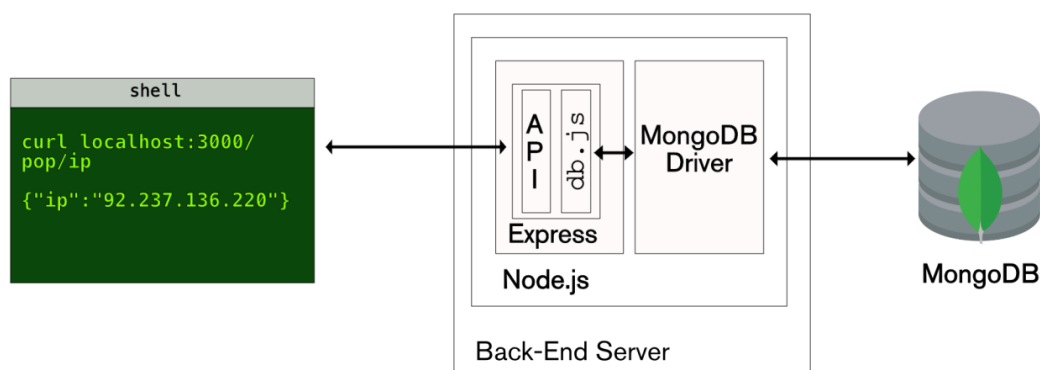 shell
curl localhost:3000/
pop/ip
{"ip":"92.237.136.220"}
API
db.js
Express
MongoDB
Driver
Node.js
Back-End Server
MongoDB